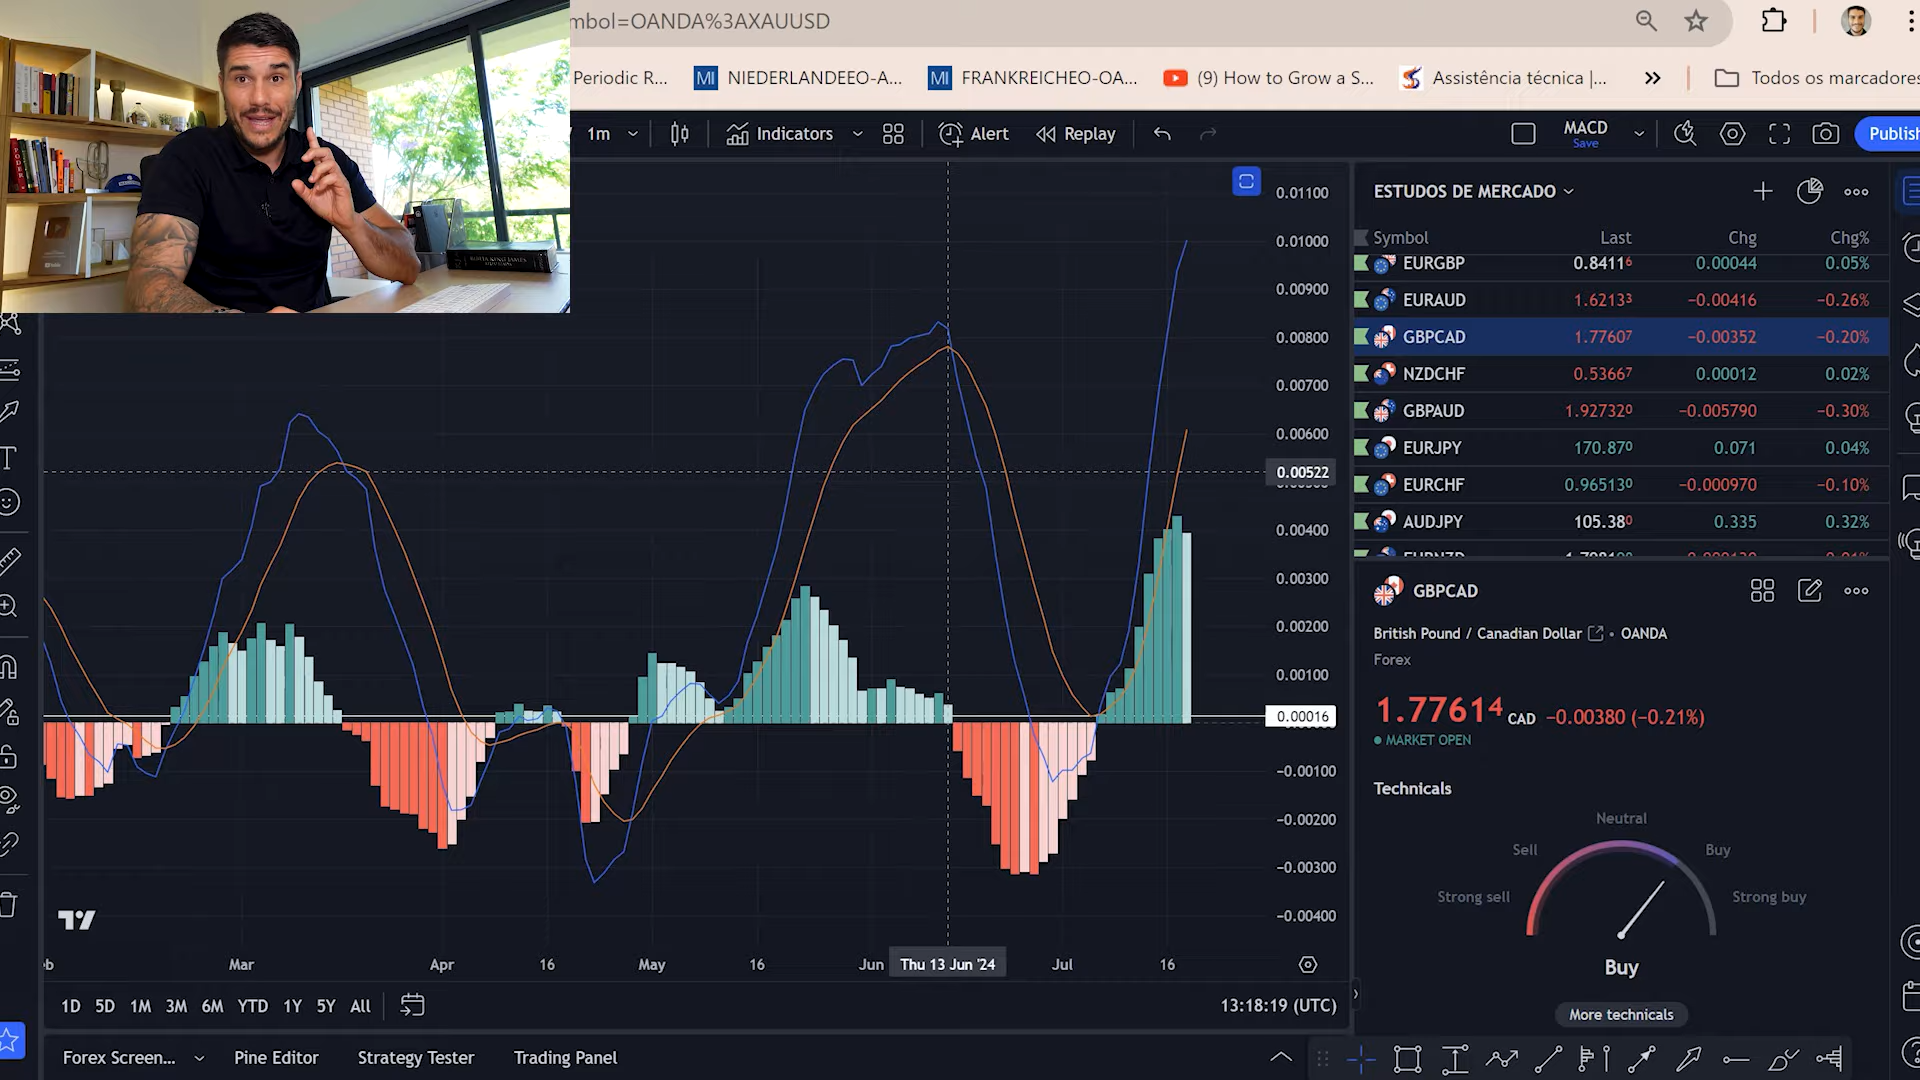 mbol=OANDA%3AXAUUSD
Periodic R...
NIEDERLANDEEO-A...
FRANKREICHEO-OA...
(9) How to Grow a S...
Assistência técnica |...
Todos os marcadores
1m
Indicators
Alert
Replay
MACD
Save
Publish
0.01100
0.01000
0.00900
0.00800
0.00700
0.00600
0.00522
0.00400
0.00300
0.00200
0.00100
0.00016
−0.00100
−0.00200
−0.00300
−0.00400
eb
Mar
Apr
16
May
16
Jun
Thu 13 Jun '24
Jul
16
1D 5D 1M 3M 6M YTD 1Y 5Y All
13:18:19 (UTC)
Forex Screen...
Pine Editor
Strategy Tester
Trading Panel
ESTUDOS DE MERCADO
Symbol Last Chg Chg%
EURGBP 0.84116 0.00044 0.05%
EURAUD 1.62133 −0.00416 −0.26%
GBPCAD 1.77607 −0.00352 −0.20%
NZDCHF 0.53667 0.00012 0.02%
GBPAUD 1.927320 −0.005790 −0.30%
EURJPY 170.870 0.071 0.04%
EURCHF 0.965130 −0.000970 −0.10%
AUDJPY 105.380 0.335 0.32%
GBPCAD
British Pound / Canadian Dollar • OANDA
Forex
1.77614 CAD −0.00380 (−0.21%)
MARKET OPEN
Technicals
Neutral
Sell
Buy
Strong sell
Strong buy
Buy
More technicals